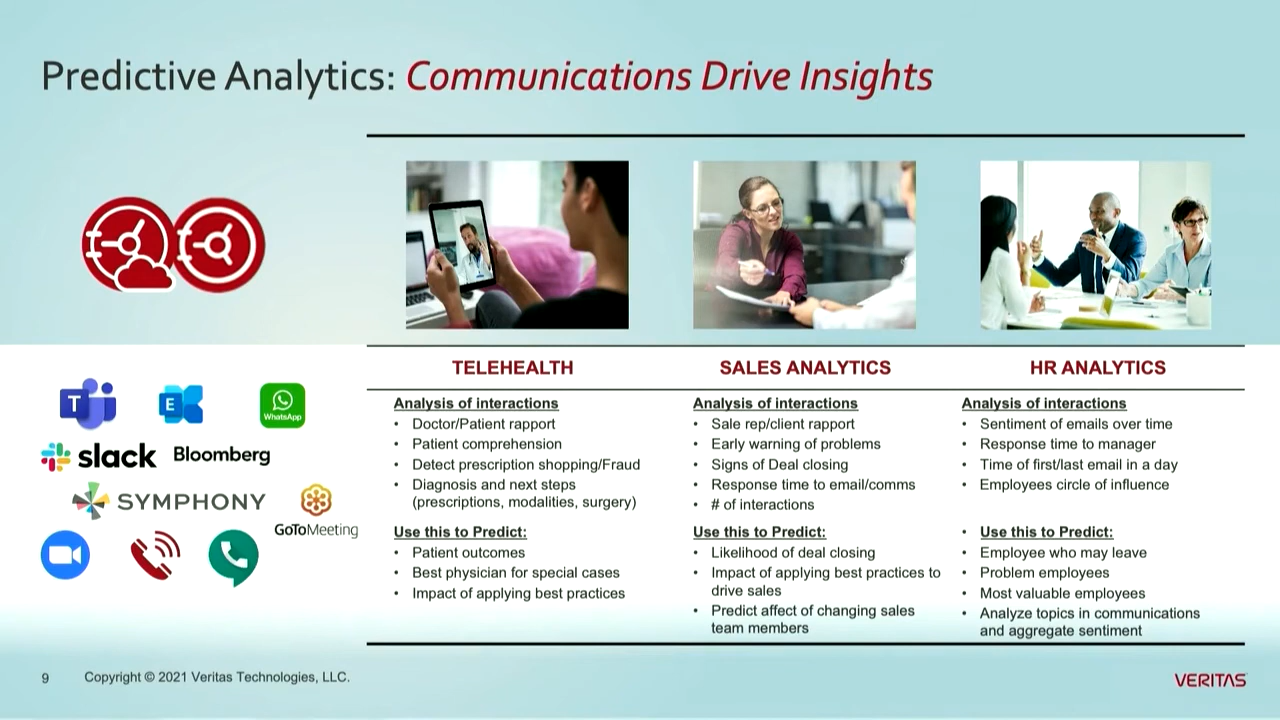 Predictive Analytics: Communications Drive Insights
T
E
WhatsApp
slack
Bloomberg
SYMPHONY
GoToMeeting
TELEHEALTH
Analysis of interactions
• Doctor/Patient rapport
• Patient comprehension
• Detect prescription shopping/Fraud
• Diagnosis and next steps
(prescriptions, modalities, surgery)
Use this to Predict:
• Patient outcomes
• Best physician for special cases
• Impact of applying best practices
SALES ANALYTICS
Analysis of interactions
• Sale rep/client rapport
• Early warning of problems
• Signs of Deal closing
• Response time to email/comms
• # of interactions
Use this to Predict:
• Likelihood of deal closing
• Impact of applying best practices to
drive sales
• Predict affect of changing sales
team members
HR ANALYTICS
Analysis of interactions
• Sentiment of emails over time
• Response time to manager
• Time of first/last email in a day
• Employees circle of influence
• Use this to Predict:
• Employee who may leave
• Problem employees
• Most valuable employees
• Analyze topics in communications
and aggregate sentiment
9
Copyright © 2021 Veritas Technologies, LLC.
VERITAS